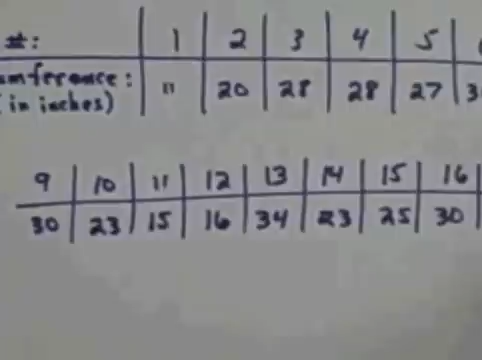 #: 1 2 3 4 5
umference: 11 20 28 28 27 3
(in inches)
9 10 11 12 13 14 15 16
30 23 15 16 34 23 25 30